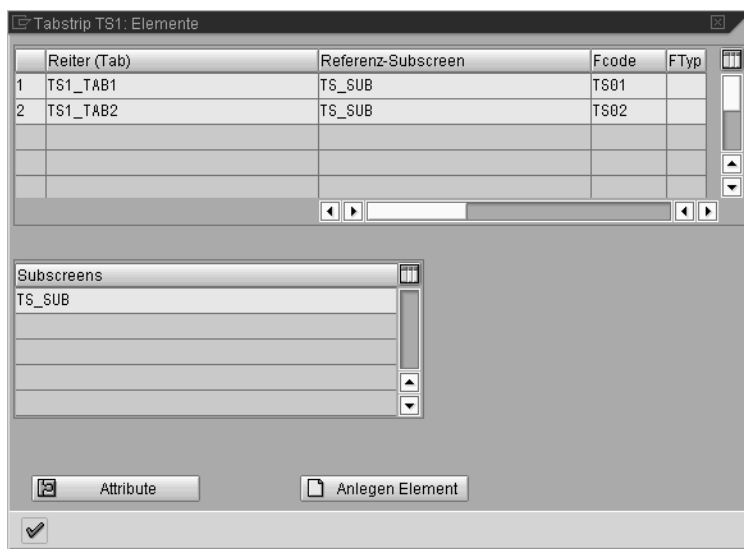 Tabstrip TS1: Elemente
Reiter (Tab) Referenz-Subscreen Fcode FTyp
1 TS1_TAB1 TS_SUB TS01
2 TS1_TAB2 TS_SUB TS02
Subscreens
TS_SUB
Attribute Anlegen Element